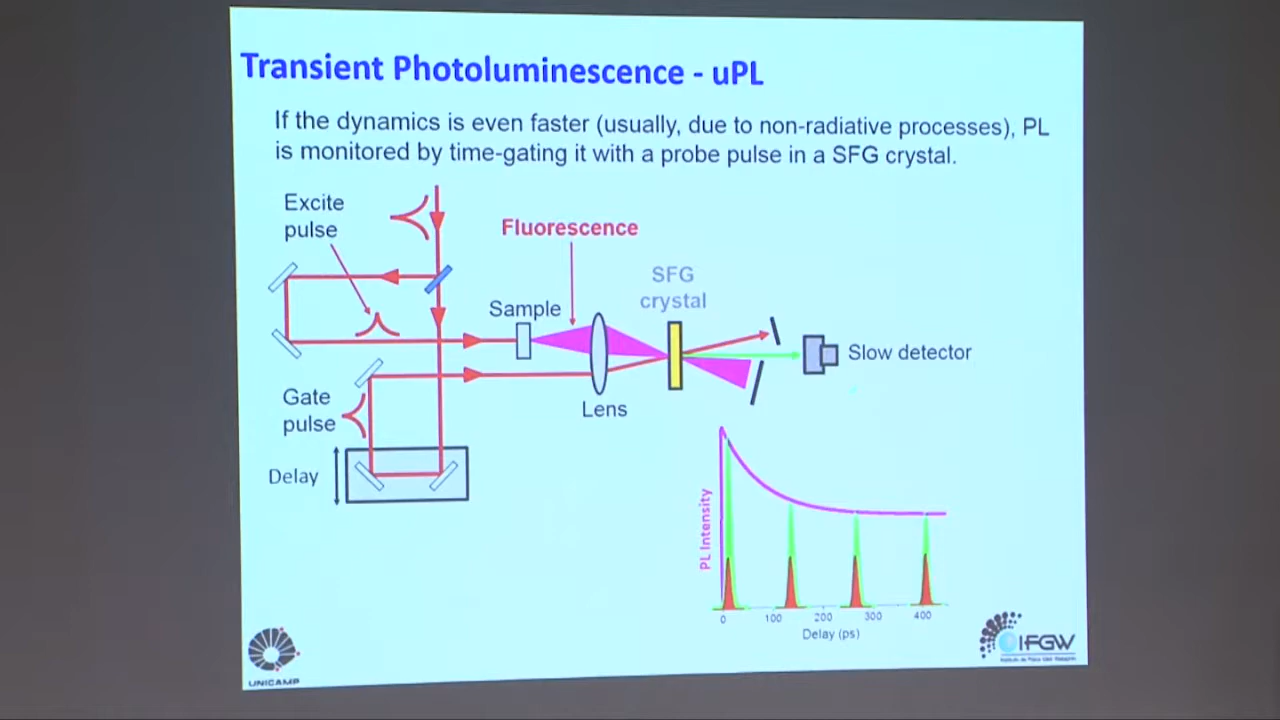 Transient Photoluminescence - uPL
If the dynamics is even faster (usually, due to non-radiative processes), PL
is monitored by time-gating it with a probe pulse in a SFG crystal.
Excite
pulse
Fluorescence
SFG
crystal
Sample
Slow detector
Gate
pulse
Lens
Delay
PL Intensity
0 100 200 300 400
Delay (ps)
UNICAMP
IFGW